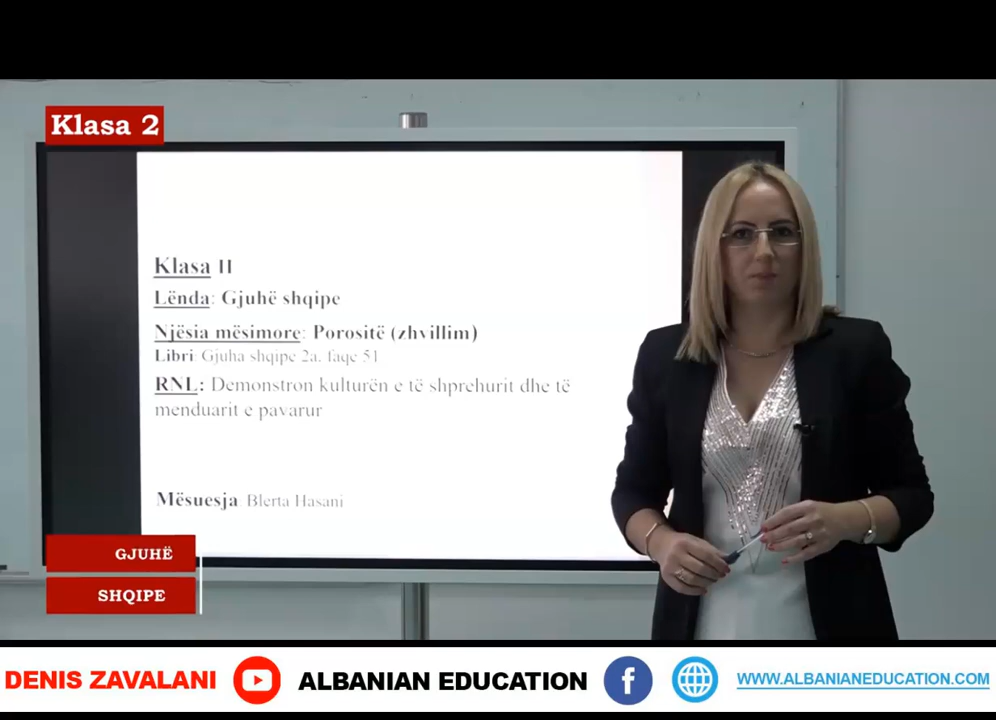 Klasa 2
Klasa II
Lënda: Gjuhë shqipe
Njësia mësimore: Porositë (zhvillim)
Libri: Gjuha shqipe 2a, faqe 51
RNL: Demonstron kulturën e të shprehurit dhe të
menduarit e pavarur
Mësuesja: Blerta Hasani
GJUHË
SHQIPE
DENIS ZAVALANI ALBANIAN EDUCATION f WWW.ALBANIANEDUCATION.COM